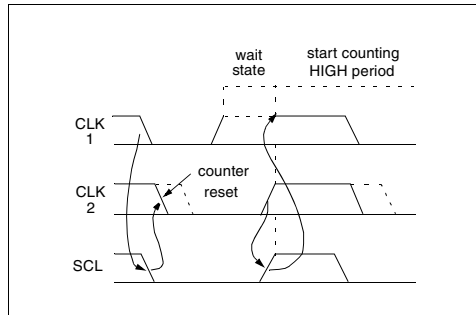 wait
state
start counting
HIGH period
CLK
1
counter
reset
CLK
2
SCL